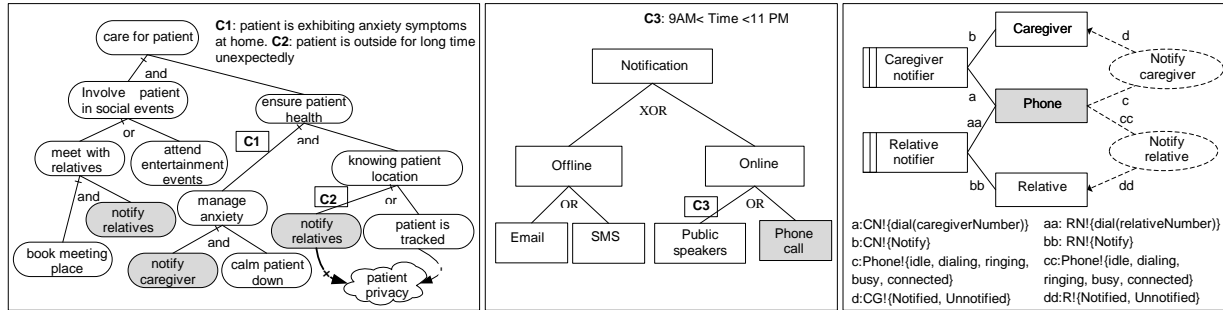 C1: patient is exhibiting anxiety symptoms
at home. C2: patient is outside for long time
unexpectedly
care for patient
and
Involve patient
in social events
ensure patient
health
or
C1
and
meet with
relatives
attend
entertainment
events
knowing patient
location
and
manage
anxiety
C2
or
notify
relatives
notify
relatives
patient is
tracked
book meeting
place
and
notify
caregiver
calm patient
down
patient
privacy
C3: 9AM< Time <11 PM
Notification
XOR
Offline
Online
OR
C3
OR
Email
SMS
Public
speakers
Phone
call
b
Caregiver
d
Caregiver
notifier
Notify
caregiver
a
Phone
c
aa
cc
Relative
notifier
Notify
relative
bb
Relative
dd
a:CN!{dial(caregiverNumber)}
b:CN!{Notify}
c:Phone!{idle, dialing, ringing,
busy, connected}
d:CG!{Notified, Unnotified}
aa: RN!{dial(relativeNumber)}
bb: RN!{Notify}
cc:Phone!{idle, dialing,
ringing, busy, connected}
dd:R!{Notified, Unnotified}